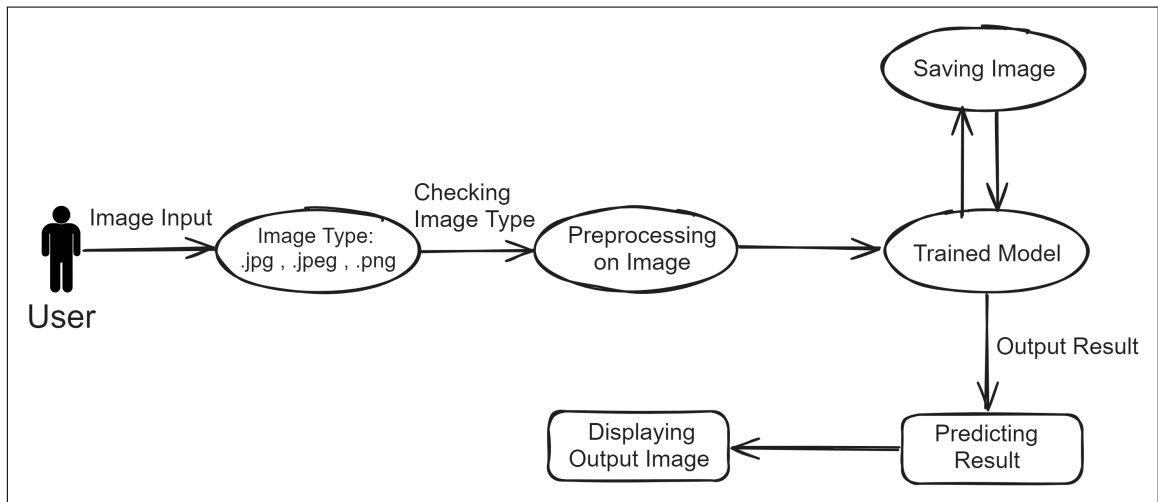 User
Image Input
Image Type:
.jpg , .jpeg , .png
Checking
Image Type
Preprocessing
on Image
Saving Image
Trained Model
Output Result
Predicting
Result
Displaying
Output Image